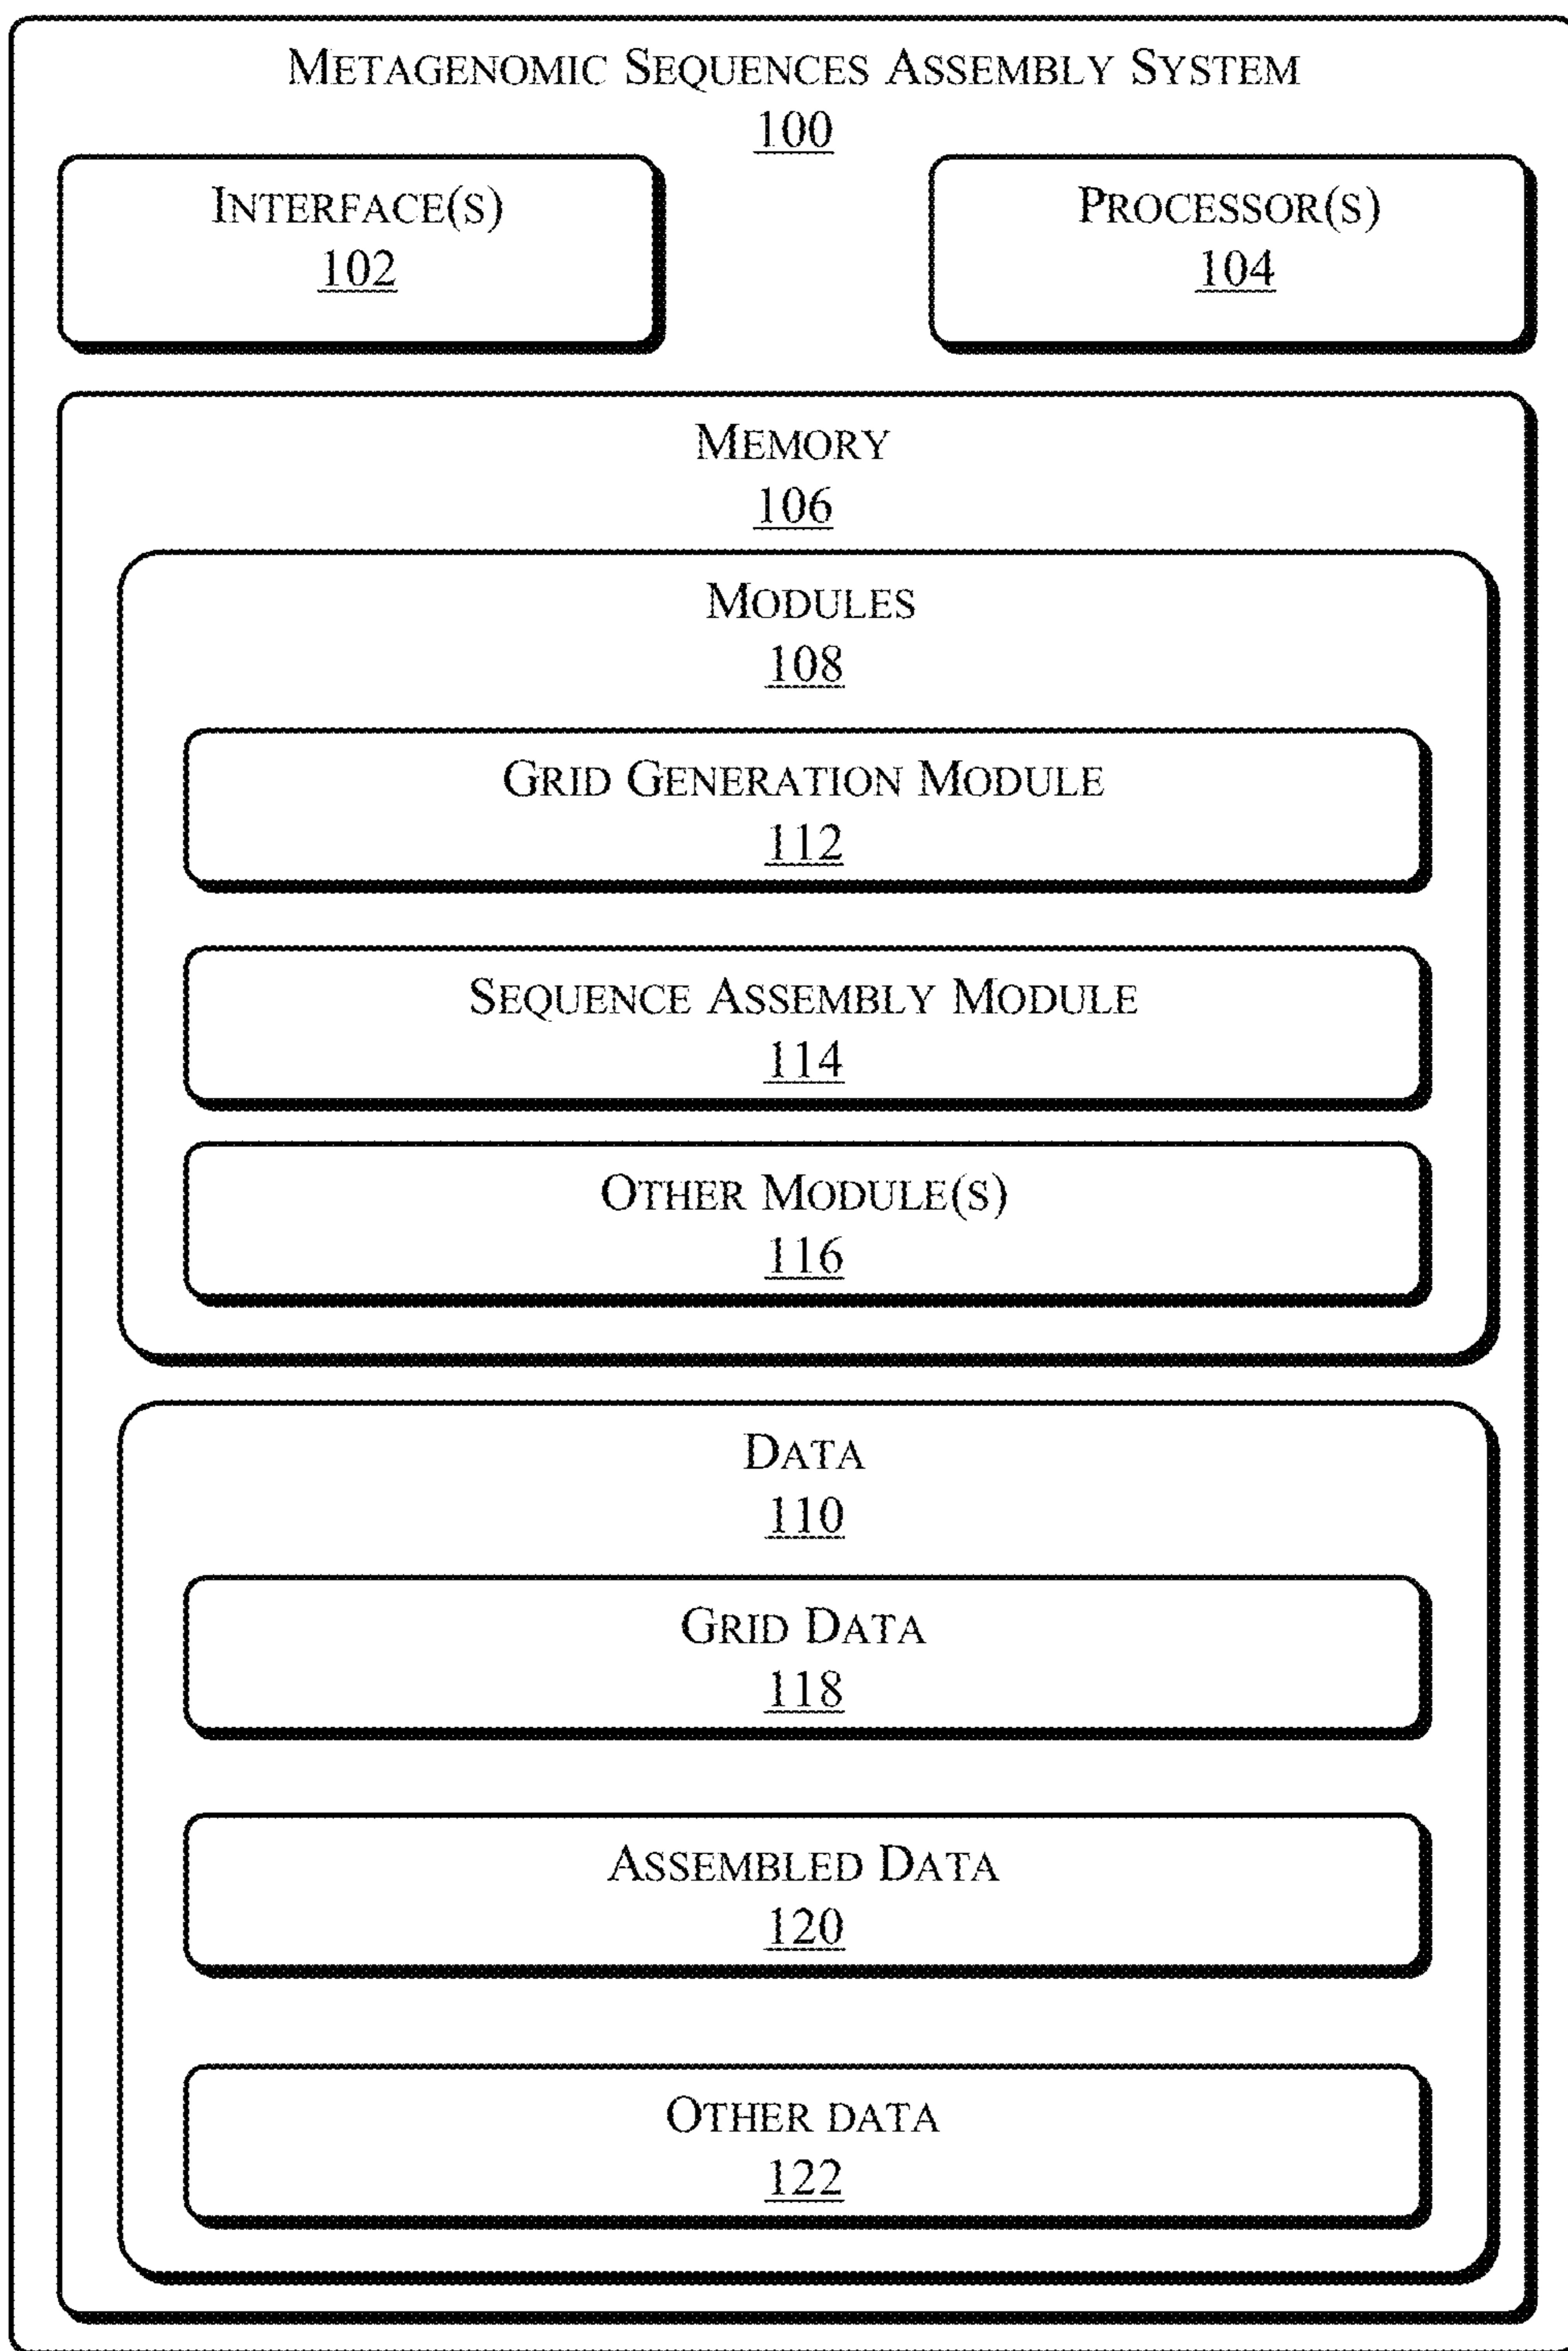 METAGENOMIC SEQUENCES ASSEMBLY SYSTEM
100
INTERFACE(S)
102
PROCESSOR(S)
104
MEMORY
106
MODULES
108
GRID GENERATION MODULE
112
SEQUENCE ASSEMBLY MODULE
114
OTHER MODULE(S)
116
DATA
110
GRID DATA
118
ASSEMBLED DATA
120
OTHER DATA
122